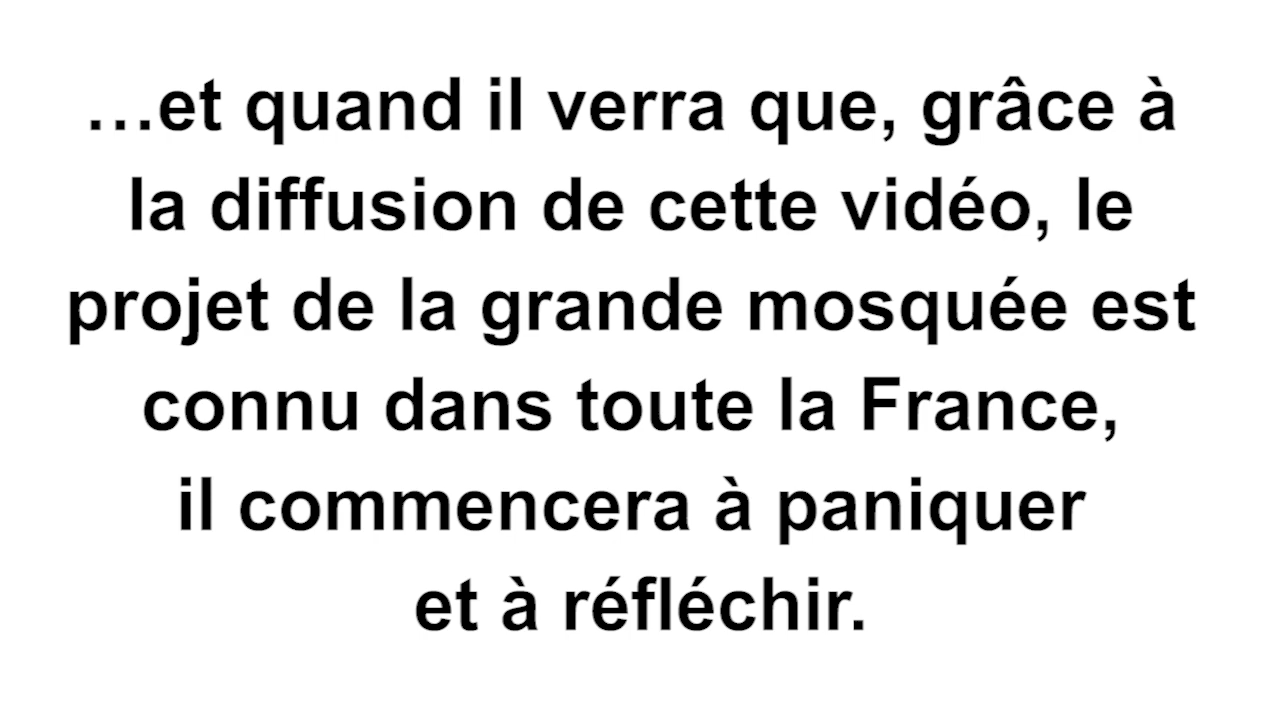 …et quand il verra que, grâce à
la diffusion de cette vidéo, le
projet de la grande mosquée est
connu dans toute la France,
il commencera à paniquer
et à réfléchir.